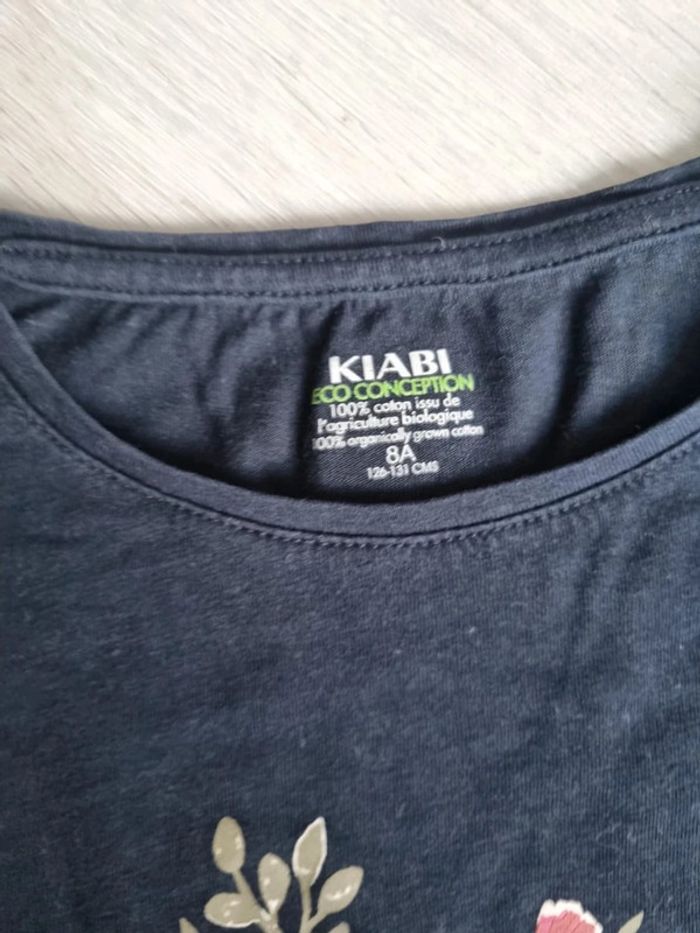 KIABI
ECO CONCEPTION
100% coton issu de
l'agriculture biologique
100% organically grown cotton
8A
126-131 CMS